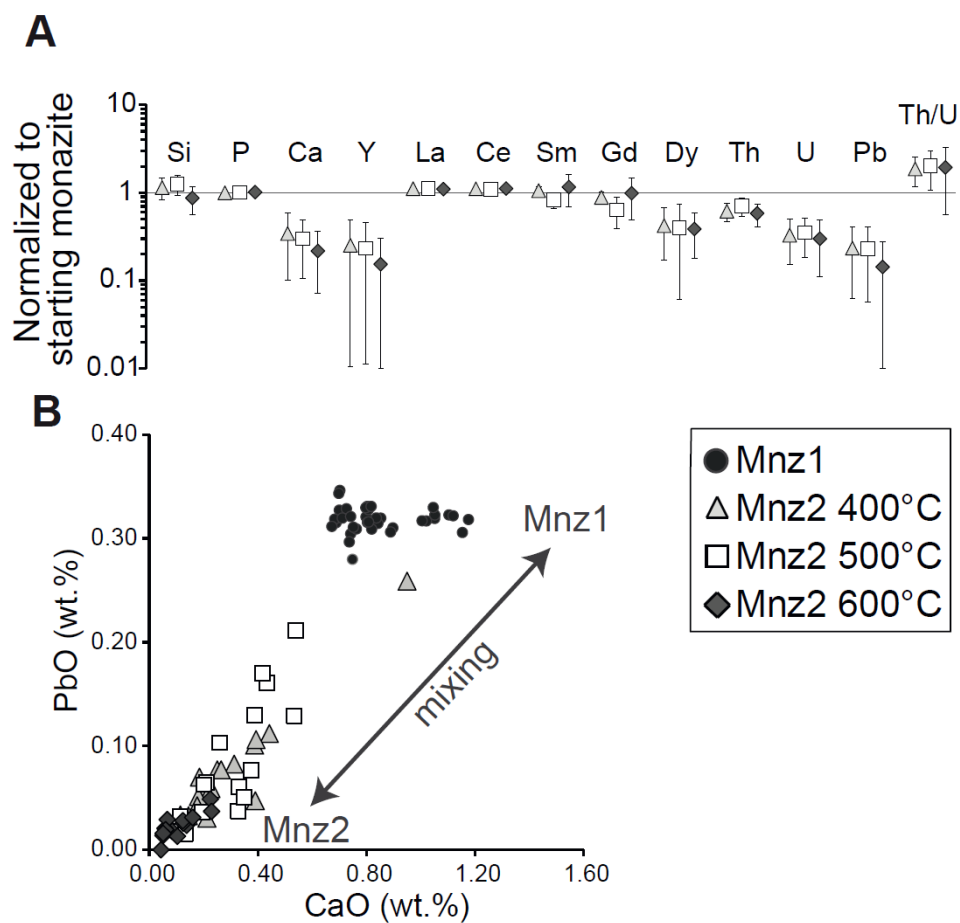 A
Normalized to
starting monazite
10
1
0.1
0.01
Si P Ca Y La Ce Sm Gd Dy Th U Pb Th/U
B
PbO (wt.%)
0.40
0.30
0.20
0.10
0.00
Mnz1
mixing
Mnz2
0.00 0.40 0.80 1.20 1.60
CaO (wt.%)
Mnz1
Mnz2 400°C
Mnz2 500°C
Mnz2 600°C